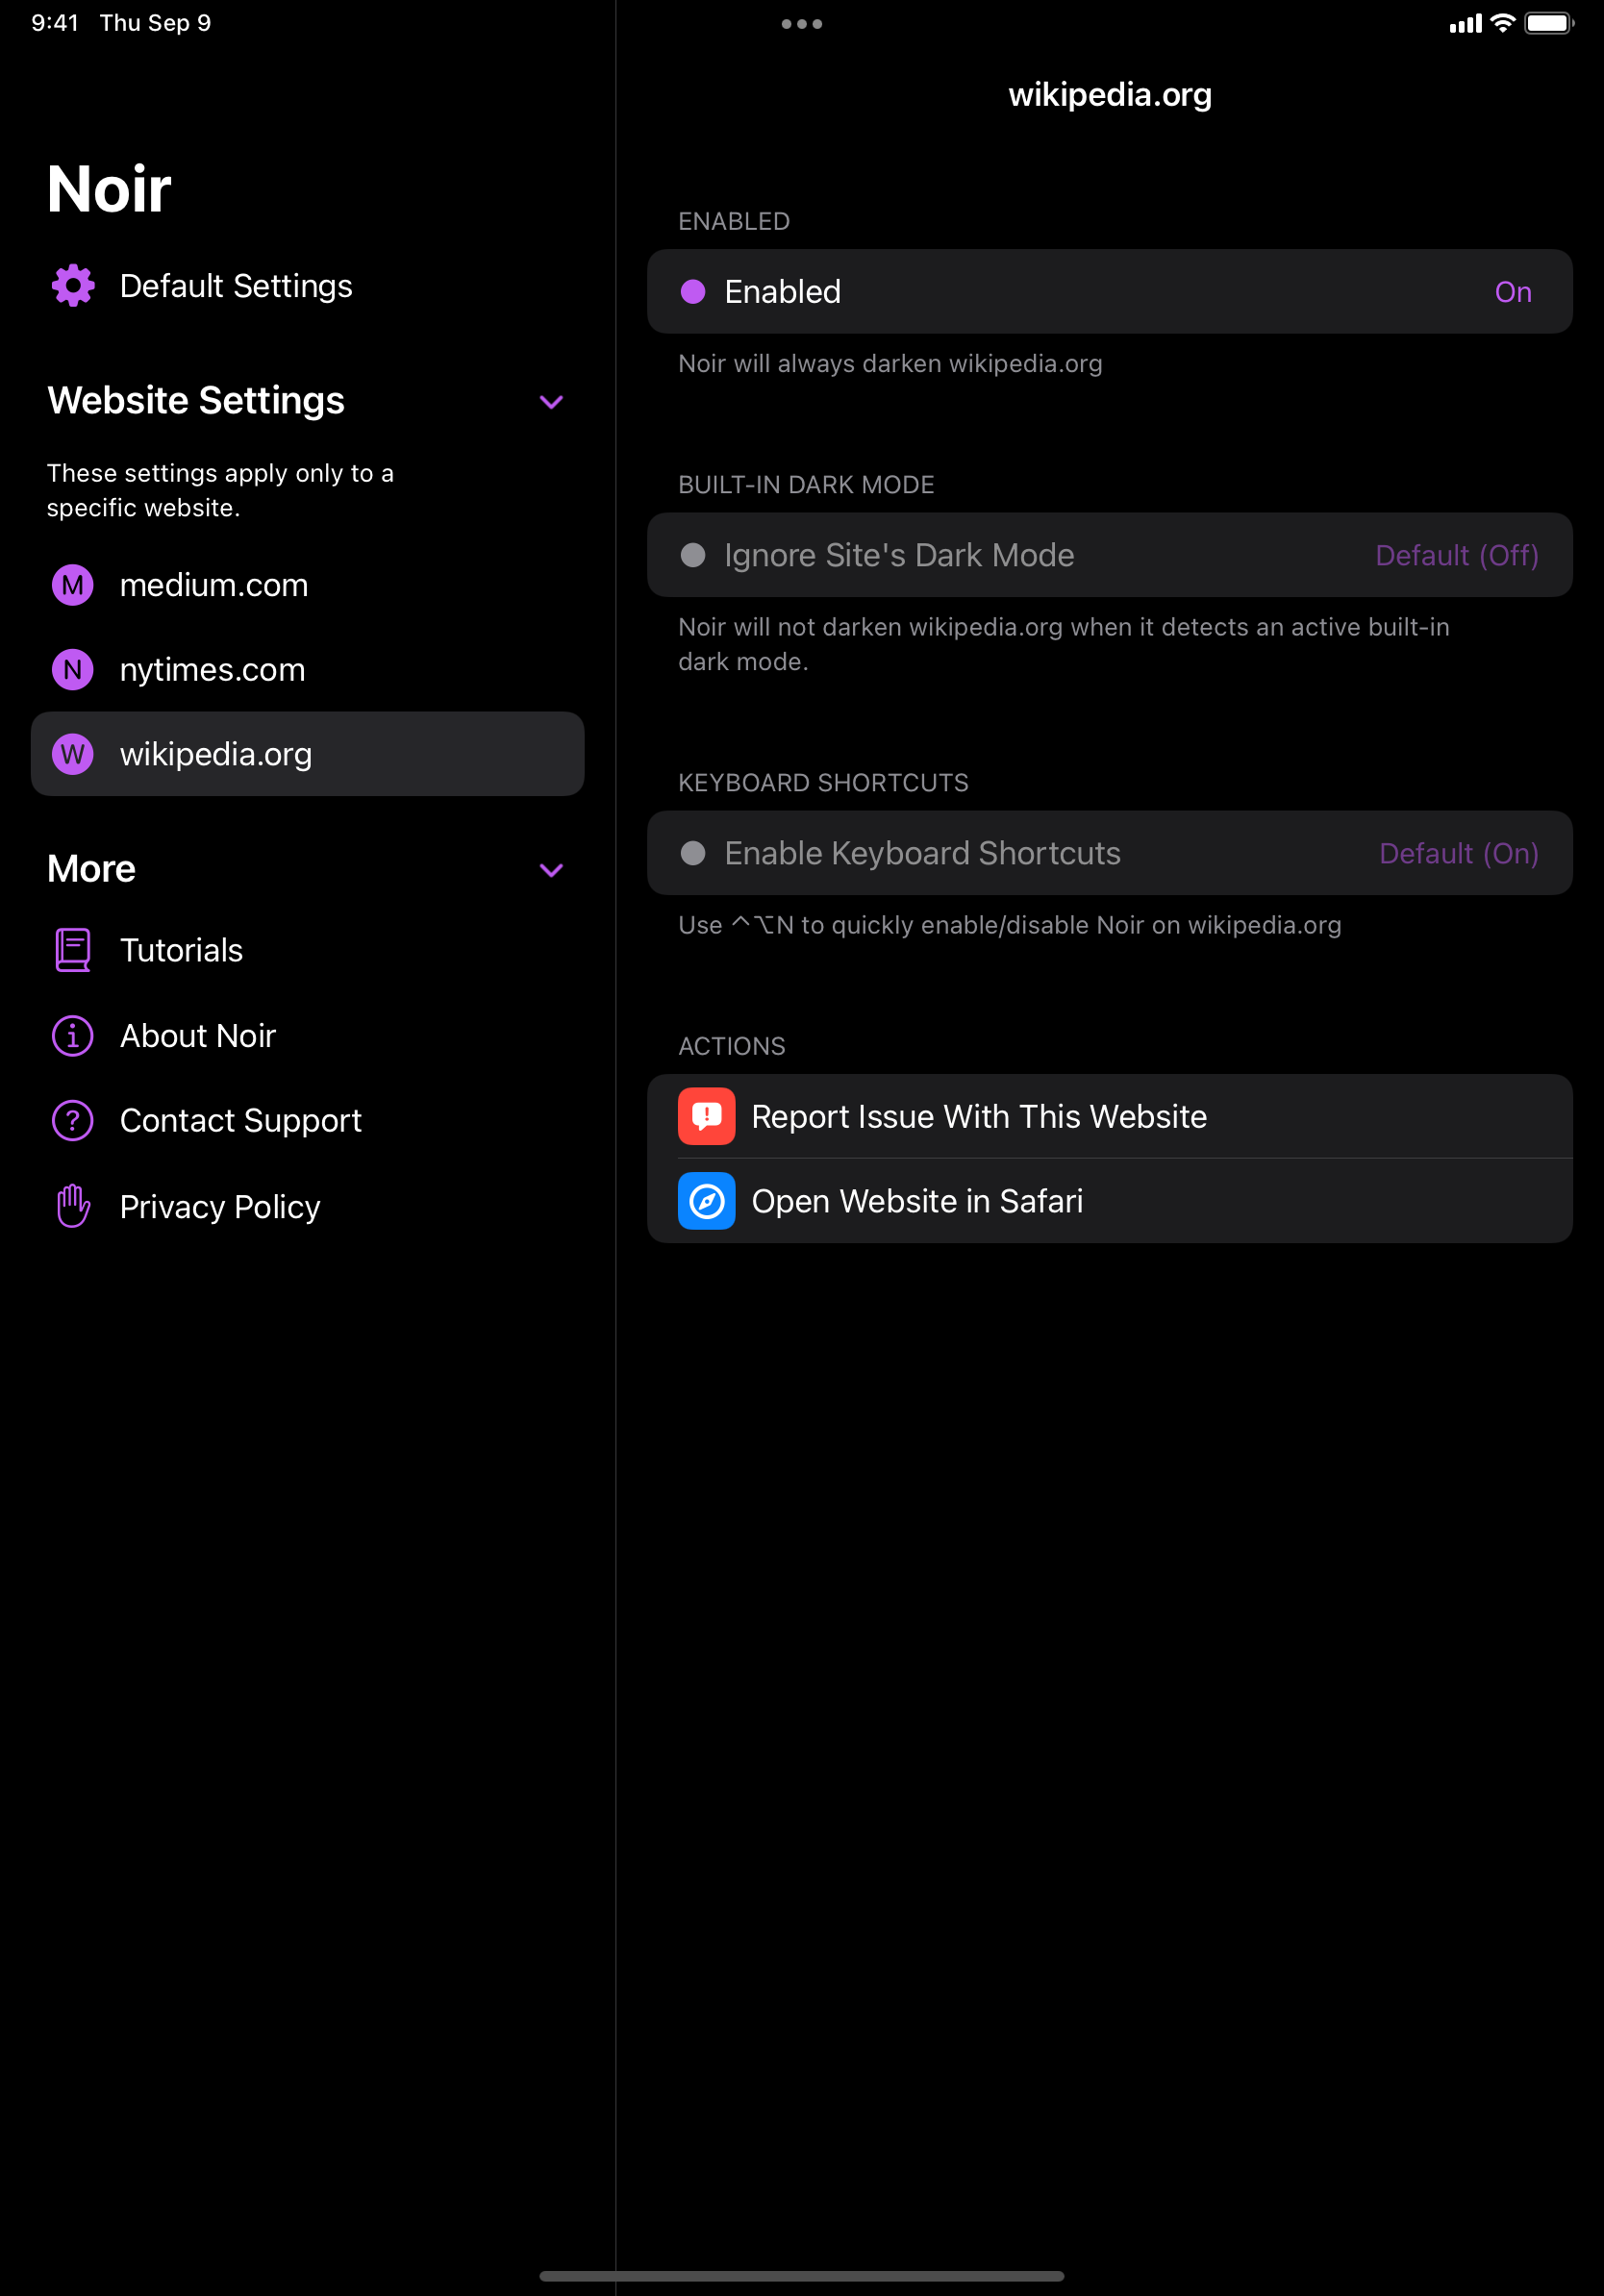 9:41 Thu Sep 9
Noir
Default Settings
Website Settings
These settings apply only to a
specific website.
M medium.com
N nytimes.com
W wikipedia.org
More
Tutorials
About Noir
Contact Support
Privacy Policy
wikipedia.org
ENABLED
Enabled On
Noir will always darken wikipedia.org
BUILT-IN DARK MODE
Ignore Site's Dark Mode Default (Off)
Noir will not darken wikipedia.org when it detects an active built-in
dark mode.
KEYBOARD SHORTCUTS
Enable Keyboard Shortcuts Default (On)
Use ⌃⌥N to quickly enable/disable Noir on wikipedia.org
ACTIONS
Report Issue With This Website
Open Website in Safari